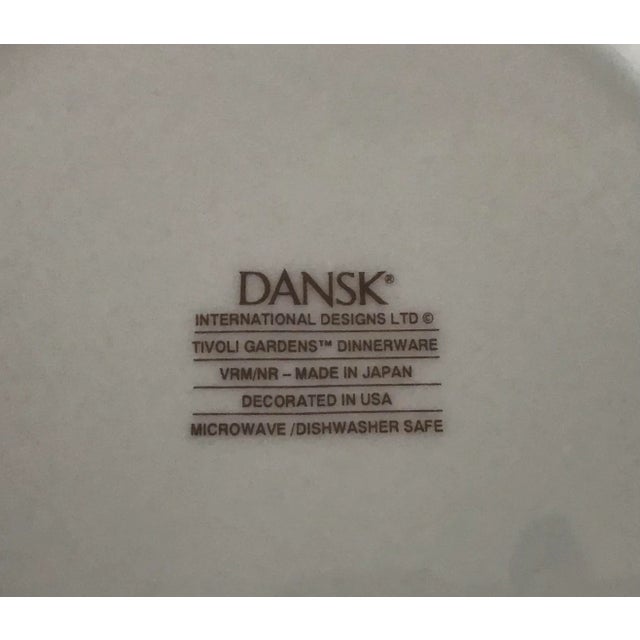 DANSK®
INTERNATIONAL DESIGNS LTD ©
TIVOLI GARDENS™ DINNERWARE
VRM/NR – MADE IN JAPAN
DECORATED IN USA
MICROWAVE /DISHWASHER SAFE